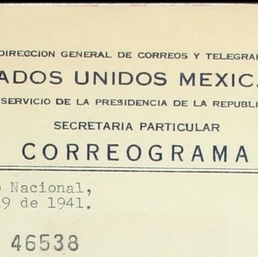 DIRECCION GENERAL DE CORREOS Y TELEGRA
ADOS UNIDOS MEXICA
SERVICIO DE LA PRESIDENCIA DE LA REPUBLI
SECRETARIA PARTICULAR
CORREOGRAMA
o Nacional,
9 de 1941.
46538